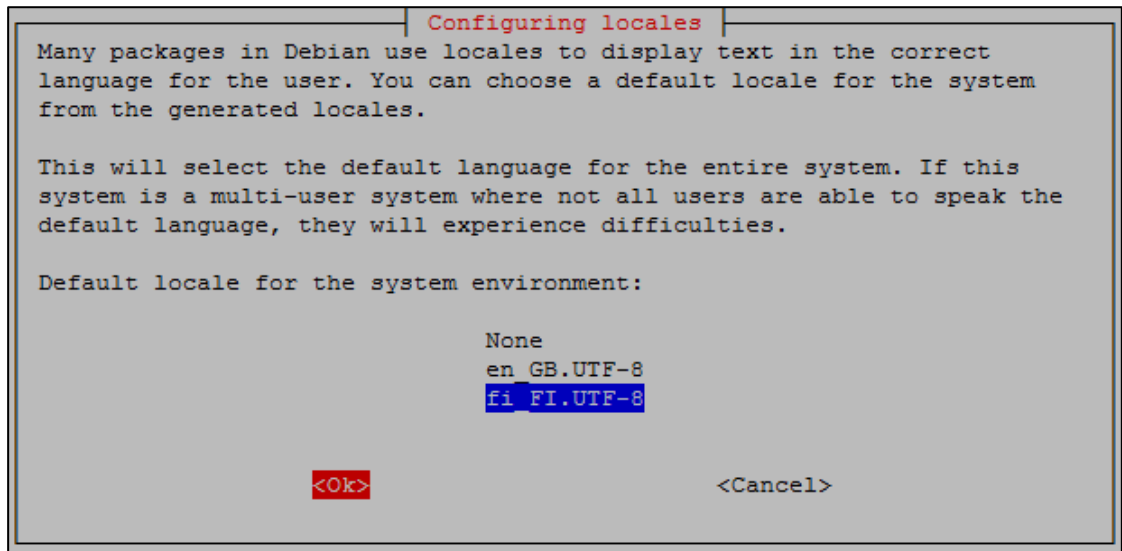 Configuring locales
Many packages in Debian use locales to display text in the correct
language for the user. You can choose a default locale for the system
from the generated locales.
This will select the default language for the entire system. If this
system is a multi-user system where not all users are able to speak the
default language, they will experience difficulties.
Default locale for the system environment:
None
en_GB.UTF-8
fi_FI.UTF-8
<Ok> <Cancel>